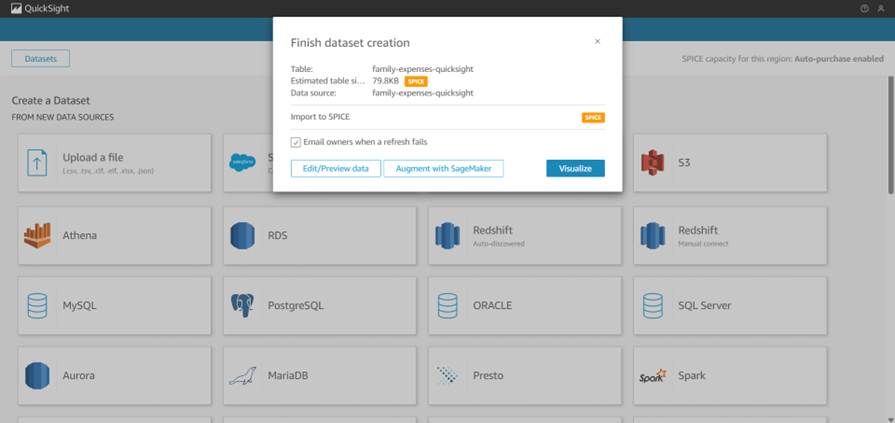 QuickSight
Finish dataset creation
Table: family-expenses-quicksight
Estimated table si... 79.8KB SPICE
Data source: family-expenses-quicksight
Import to SPICE SPICE
Email owners when a refresh fails
Edit/Preview data Augment with SageMaker Visualize
Datasets
SPICE capacity for this region: Auto-purchase enabled
Create a Dataset
FROM NEW DATA SOURCES
Upload a file
(.csv, .tsv, .clf, .elf, .xlsx, .json)
salesforce
S
C
S3
Athena
RDS
Redshift
Auto-discovered
Redshift
Manual connect
MySQL
PostgreSQL
ORACLE
SQL Server
Aurora
MariaDB
Presto
Spark
Spark